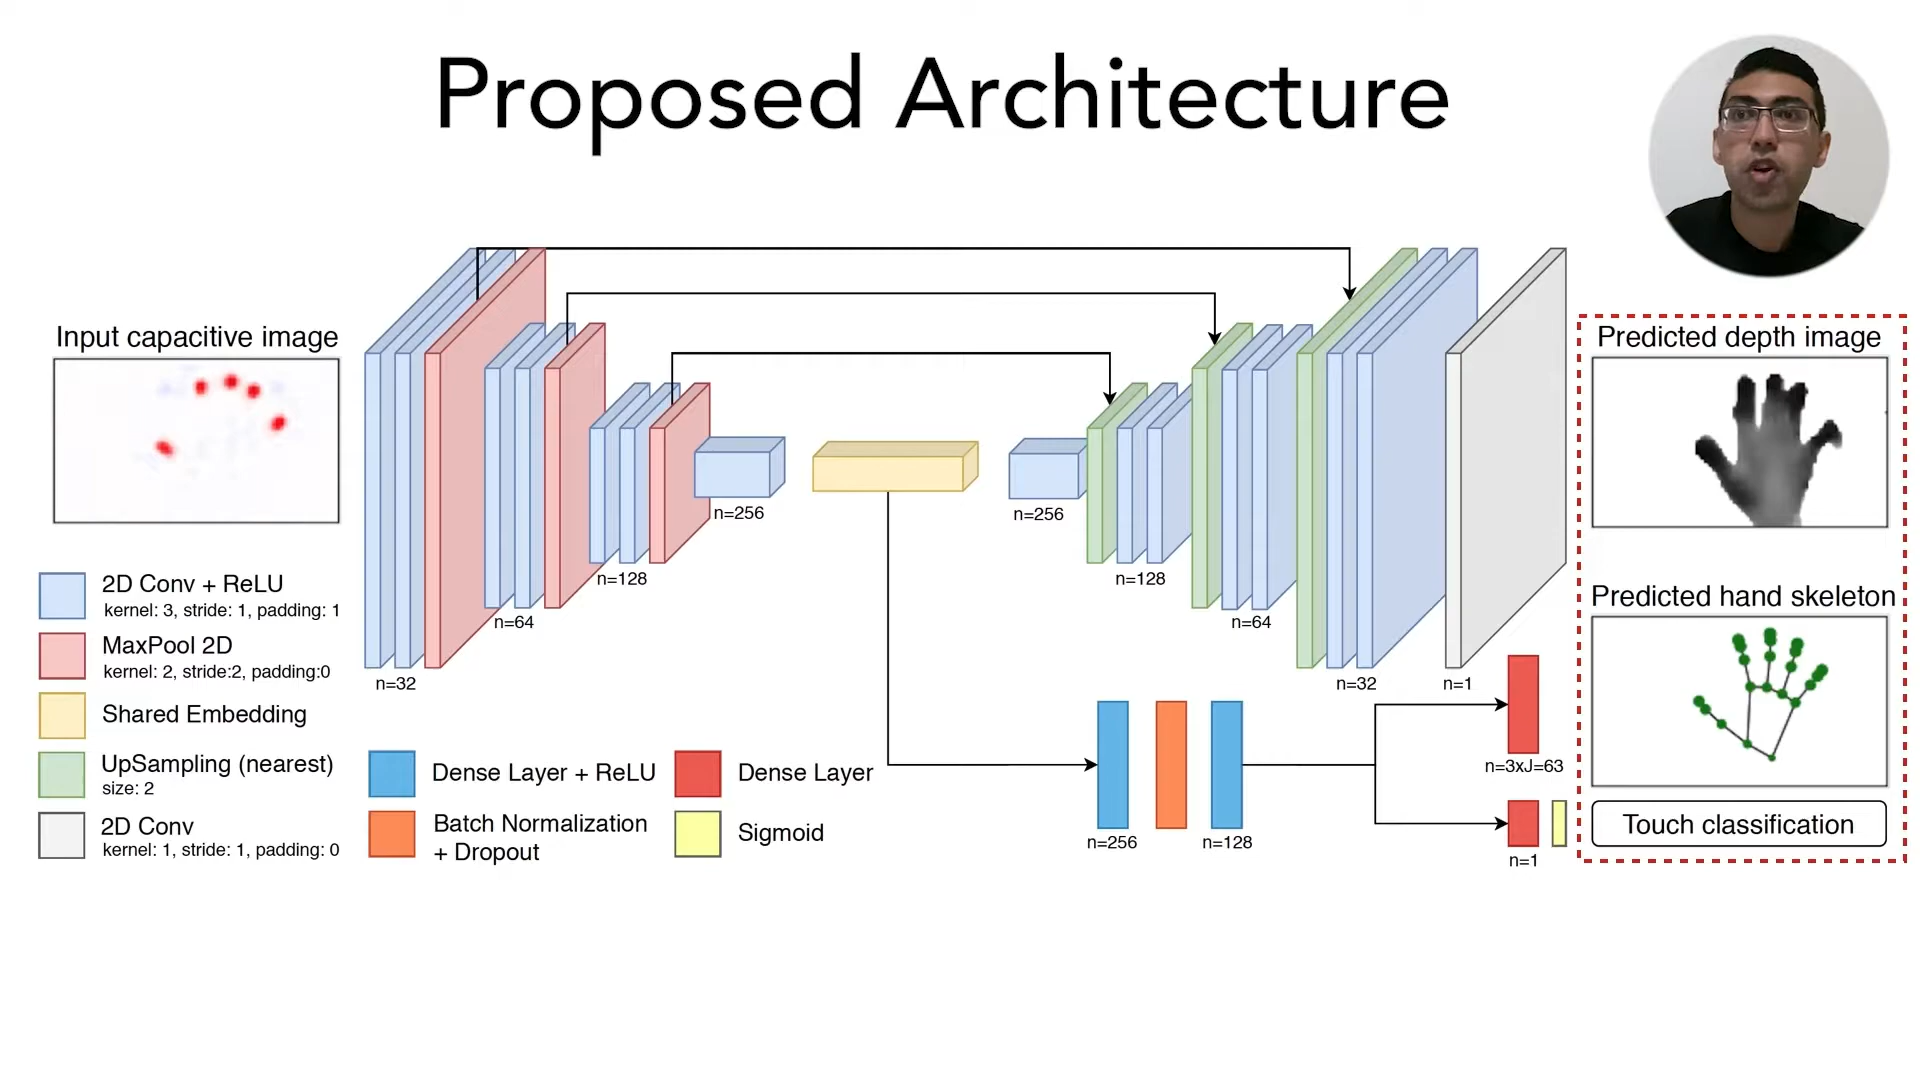 Proposed Architecture
Input capacitive image
2D Conv + ReLU
kernel: 3, stride: 1, padding: 1
MaxPool 2D
kernel: 2, stride:2, padding:0
Shared Embedding
UpSampling (nearest)
size: 2
2D Conv
kernel: 1, stride: 1, padding: 0
Dense Layer + ReLU
Batch Normalization
+ Dropout
Dense Layer
Sigmoid
n=32
n=64
n=128
n=256
n=256
n=128
n=64
n=32
n=1
n=256
n=128
n=3xJ=63
n=1
Predicted depth image
Predicted hand skeleton
Touch classification